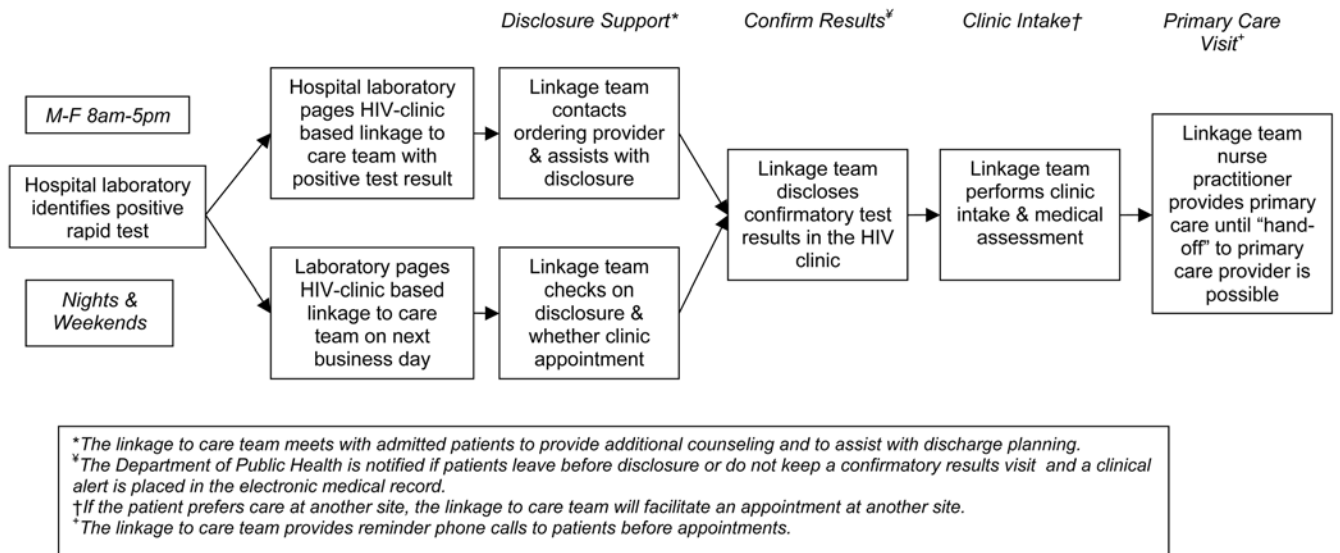 Disclosure Support*
Confirm Results¥
Clinic Intake†
Primary Care
Visit+
M-F 8am-5pm
Hospital laboratory
identifies positive
rapid test
Nights &
Weekends
Hospital laboratory
pages HIV-clinic
based linkage to
care team with
positive test result
Laboratory pages
HIV-clinic based
linkage to care
team on next
business day
Linkage team
contacts
ordering provider
& assists with
disclosure
Linkage team
checks on
disclosure &
whether clinic
appointment
Linkage team
discloses
confirmatory test
results in the HIV
clinic
Linkage team
performs clinic
intake & medical
assessment
Linkage team
nurse
practitioner
provides primary
care until “hand-
off” to primary
care provider is
possible
*The linkage to care team meets with admitted patients to provide additional counseling and to assist with discharge planning.
¥The Department of Public Health is notified if patients leave before disclosure or do not keep a confirmatory results visit and a clinical
alert is placed in the electronic medical record.
†If the patient prefers care at another site, the linkage to care team will facilitate an appointment at another site.
+The linkage to care team provides reminder phone calls to patients before appointments.